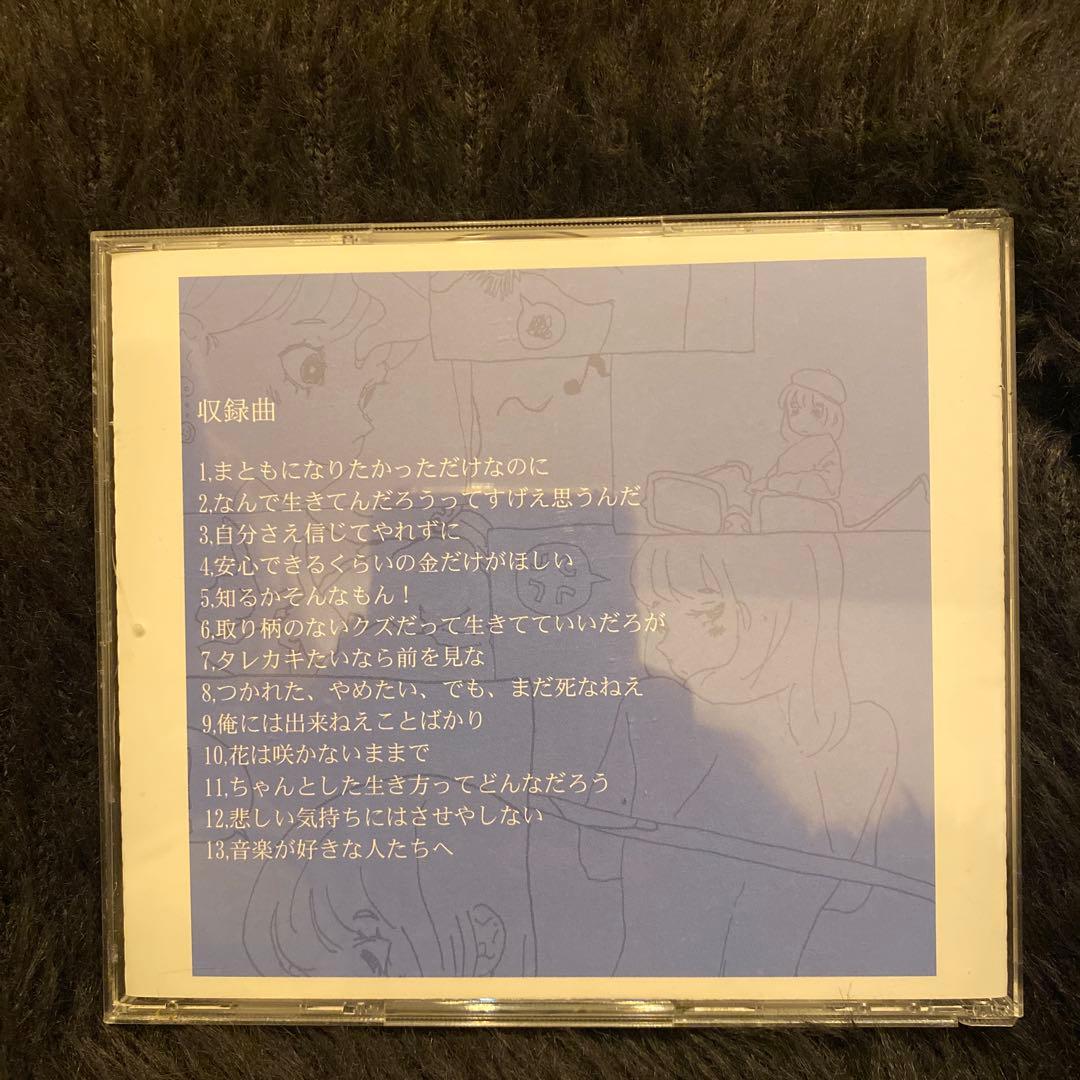 収録曲
1,まともになりたかっただけなのに
2,なんで生きてんだろうってすげえ思うんだ
3,自分さえ信じてやれずに
4,安心できるくらいの金だけがほしい
5,知るかそんなもん！
6,取り柄のないクズだって生きてていいだろが
7,タレカキたいなら前を見な
8,つかれた、やめたい、でも、まだ死なねえ
9,俺には出来ねえことばかり
10,花は咲かないままで
11,ちゃんとした生き方ってどんなだろう
12,悲しい気持ちにはさせやしない
13,音楽が好きな人たちへ